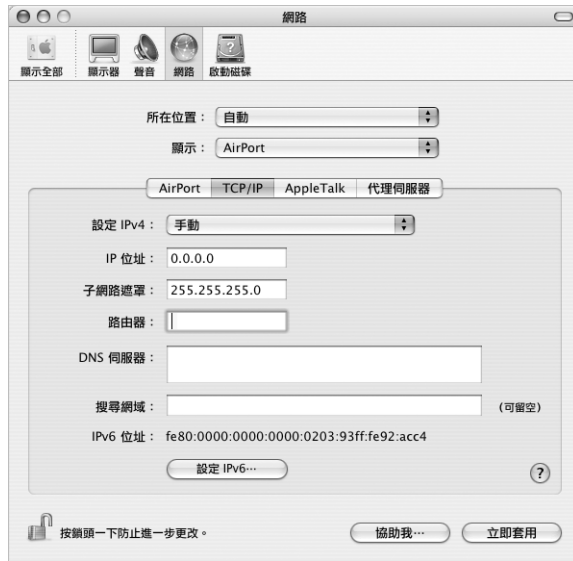 網路
顯示全部 顯示器 聲音 網路 啟動磁碟
所在位置： 自動
顯示： AirPort
AirPort TCP/IP AppleTalk 代理伺服器
設定 IPv4： 手動
IP 位址： 0.0.0.0
子網路遮罩： 255.255.255.0
路由器：
DNS 伺服器：
搜尋網域： (可留空)
IPv6 位址： fe80:0000:0000:0000:0203:93ff:fe92:acc4
設定 IPv6…
?
按鎖頭一下防止進一步更改。 協助我… 立即套用